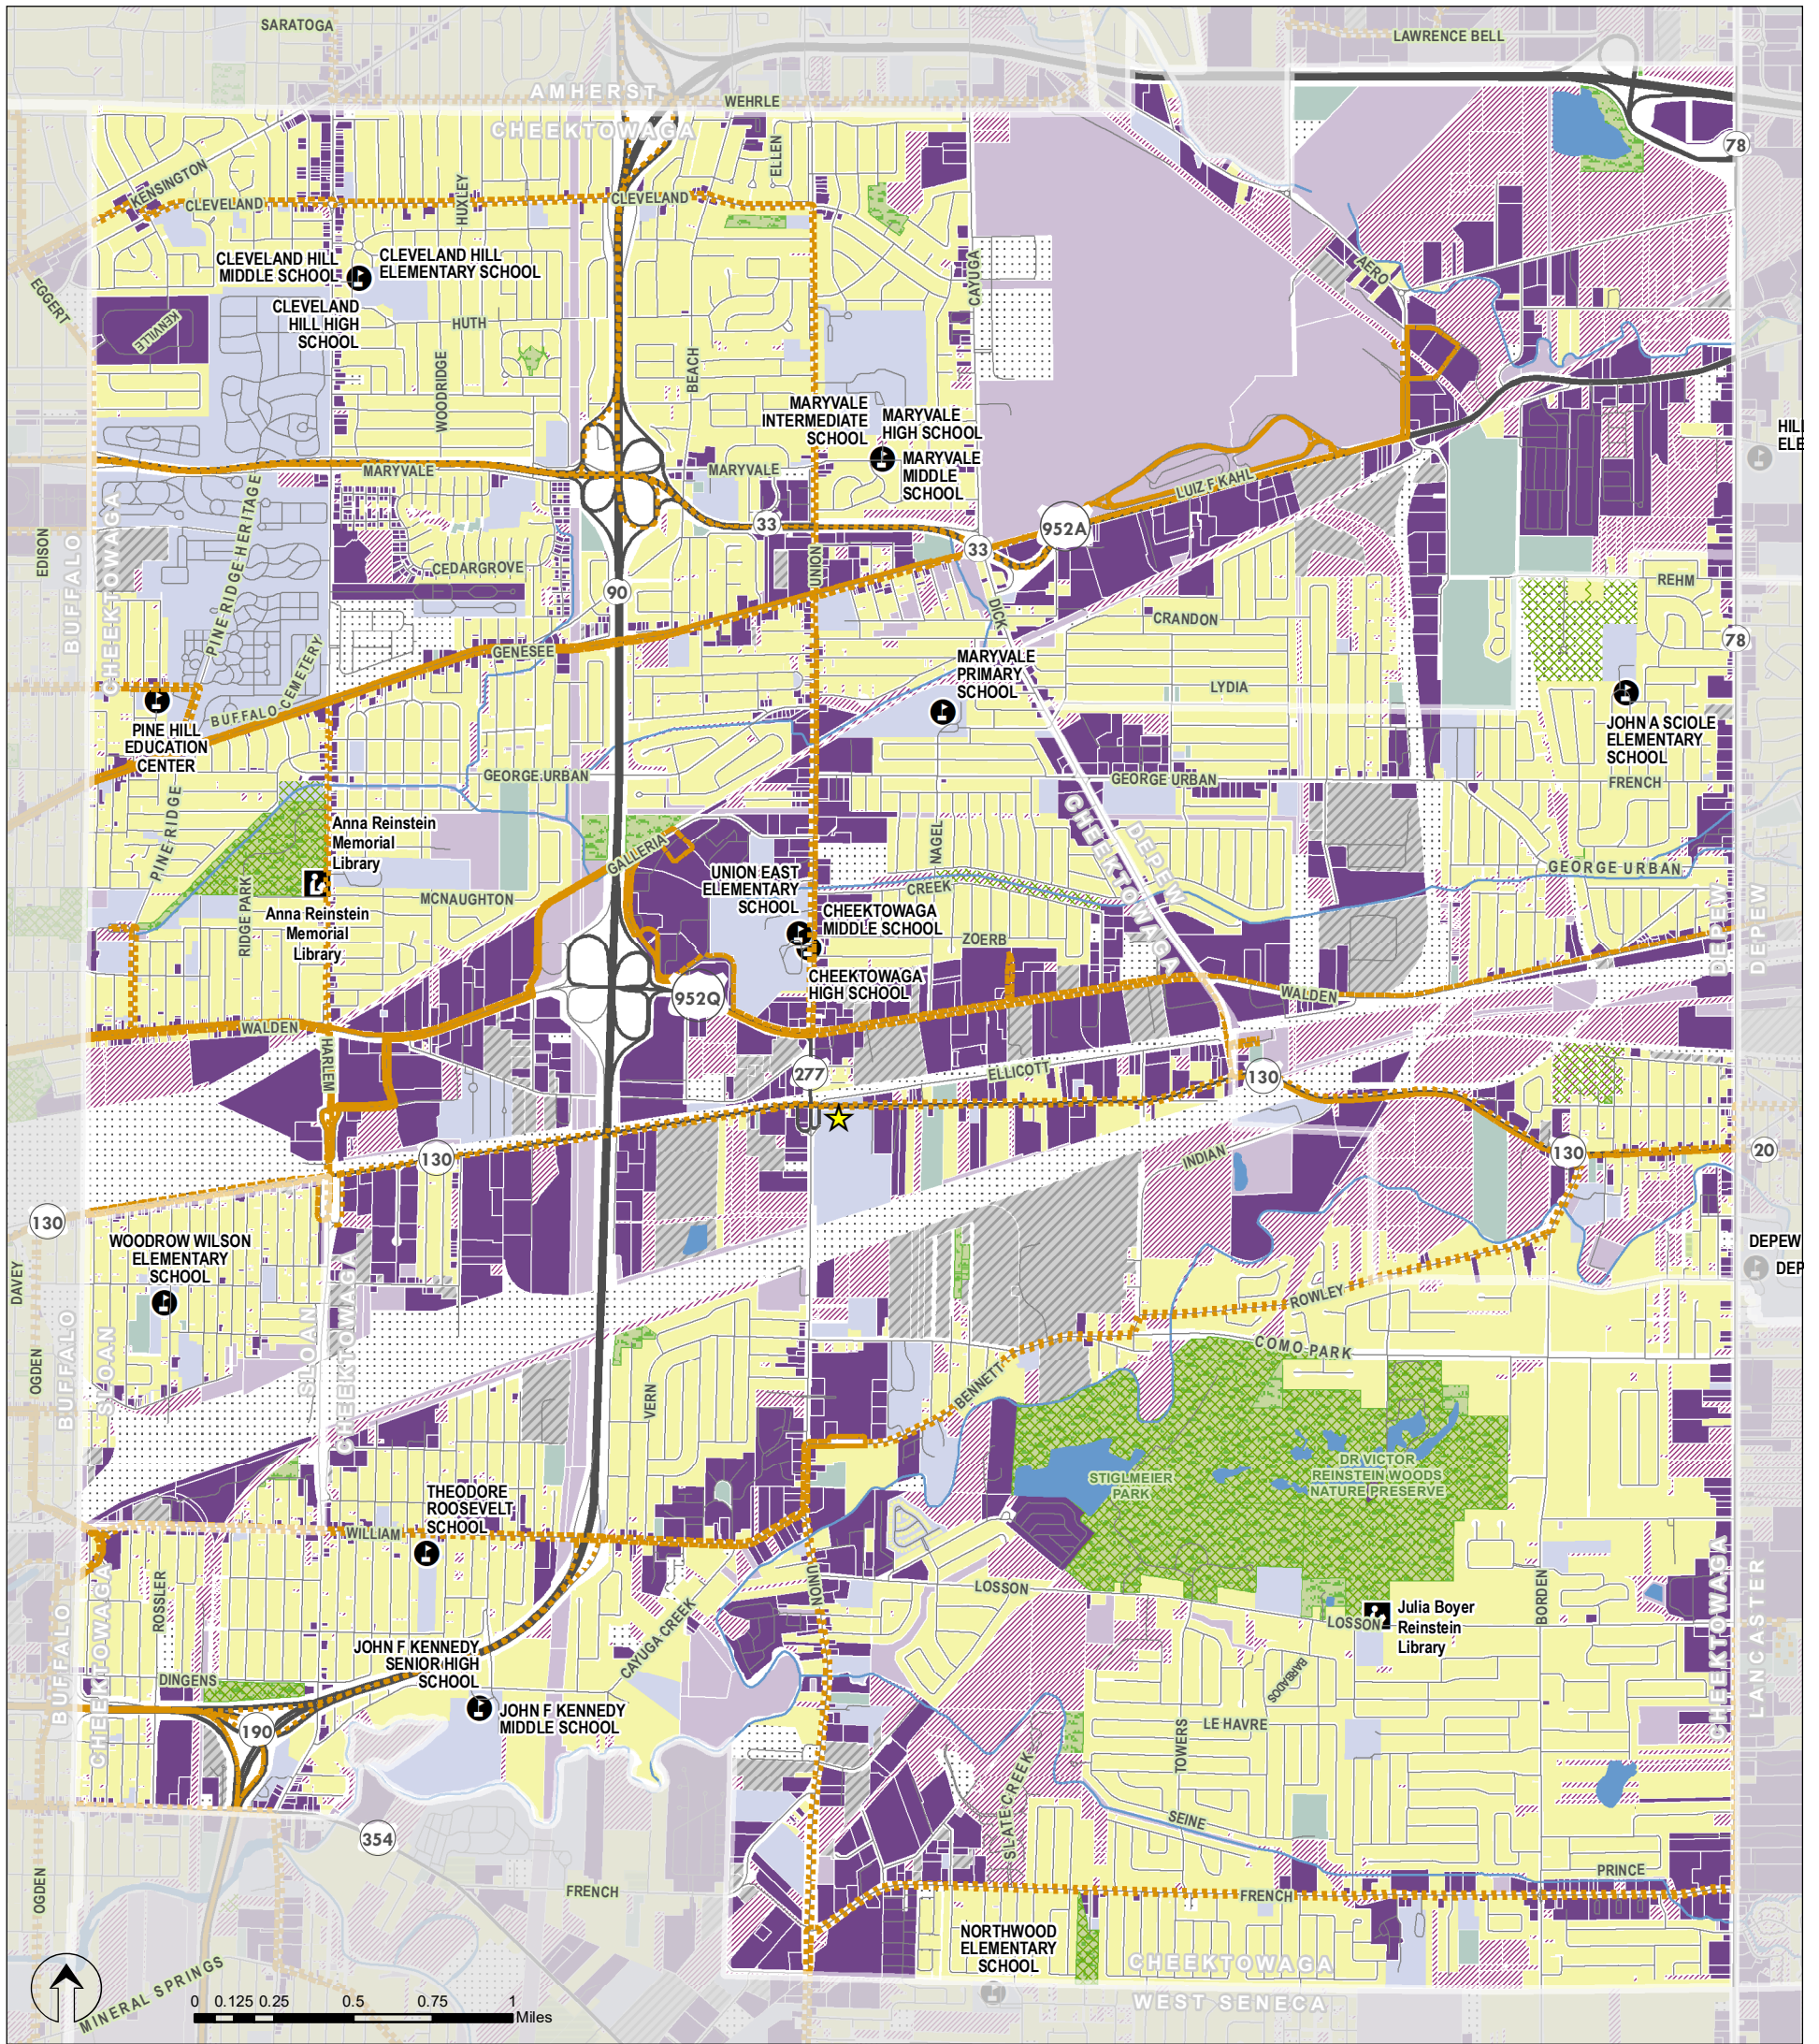 SARATOGA
LAWRENCE BELL
AMHERST
WEHRLE
CHEEKTOWAGA
ELLEN
78
KENSINGTON
CLEVELAND
HUXLEY
CLEVELAND
CLEVELAND HILL
MIDDLE SCHOOL
CLEVELAND HILL
ELEMENTARY SCHOOL
CAYUGA
AERO
EGGERT
CLEVELAND
HILL HIGH
SCHOOL
KENVILLE
HUTH
WOODRIDGE
BEACH
MARYVALE
INTERMEDIATE
SCHOOL
MARYVALE
HIGH SCHOOL
MARYVALE
MIDDLE
SCHOOL
HILL
ELE
MARYVALE
MARYVALE
LUIZ F KAHL
33
952A
33
EDISON
BUFFALO
CHEEKTOWAGA
PINE RIDGE HERITAGE
CEDARGROVE
UNION
90
REHM
DICK
CRANDON
78
GENESEE
MARYVALE
PRIMARY
SCHOOL
LYDIA
BUFFALO CEMETERY
PINE HILL
EDUCATION
CENTER
JOHN A SCIOLE
ELEMENTARY
SCHOOL
GEORGE URBAN
GEORGE URBAN
FRENCH
PINE RIDGE
Anna Reinstein
Memorial
Library
GALLERIA
NAGEL
DEPEW
CHEEKTOWAGA
GEORGE URBAN
UNION EAST
ELEMENTARY
SCHOOL
CREEK
MCNAUGHTON
RIDGE PARK
Anna Reinstein
Memorial
Library
CHEEKTOWAGA
MIDDLE SCHOOL
ZOERB
DEPEW
DEPEW
CHEEKTOWAGA
HIGH SCHOOL
952Q
WALDEN
WALDEN
HARLEM
277
ELLICOTT
130
130
130
20
INDIAN
130
WOODROW WILSON
ELEMENTARY
SCHOOL
DEPEW
DEP
DAVEY
ROWLEY
SLOAN
CHEEKTOWAGA
BUFFALO
SLOAN
OGDEN
COMO PARK
BENNETT
VERN
STIGLMEIER
PARK
DR VICTOR
REINSTEIN WOODS
NATURE PRESERVE
THEODORE
ROOSEVELT
SCHOOL
WILLIAM
ROSSLER
UNION
LOSSON
BORDEN
CHEEKTOWAGA
LANCASTER
BUFFALO
CHEEKTOWAGA
CAYUGA CREEK
LOSSON
Julia Boyer
Reinstein
Library
JOHN F KENNEDY
SENIOR HIGH
SCHOOL
DINGENS
BARBADOS
JOHN F KENNEDY
MIDDLE SCHOOL
190
TOWERS
LE HAVRE
SLATE CREEK
SEINE
354
OGDEN
FRENCH
PRINCE
FRENCH
NORTHWOOD
ELEMENTARY
SCHOOL
CHEEKTOWAGA
WEST SENECA
MINERAL SPRINGS
0 0.125 0.25 0.5 0.75 1
Miles